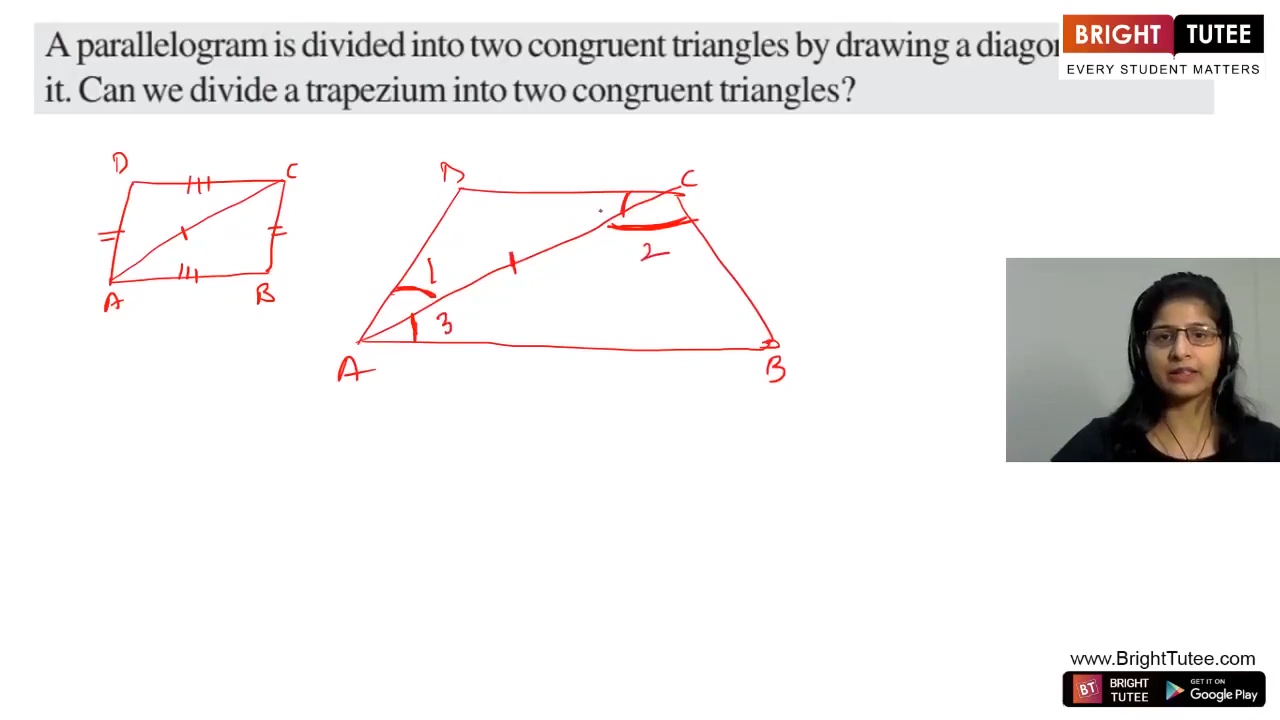 A parallelogram is divided into two congruent triangles by drawing a
it. Can we divide a trapezium into two congruent triangles?
BRIGHT TUTEE
EVERY STUDENT MATTERS
D
C
A
B
D
C
1
2
3
A
B
www.BrightTutee.com
BT
BRIGHT
TUTEE
GET IT ON
Google Play